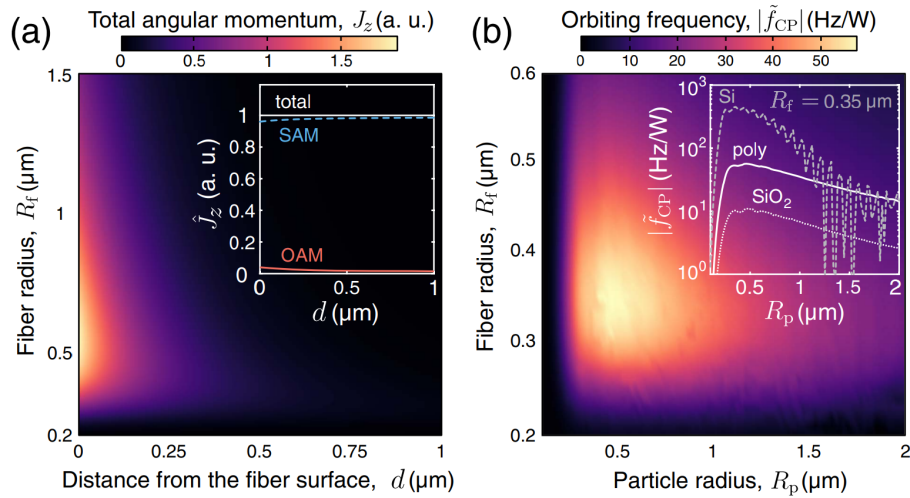 (a)
Total angular momentum, J_z (a. u.)
0 0.5 1 1.5
Fiber radius, R_f (μm)
1.5
1
0.5
0.2
0 0.25 0.5 0.75 1
Distance from the fiber surface, d (μm)
Ĵ_z (a. u.)
total
1
SAM
0.8
0.6
0.4
0.2
OAM
0
0 0.5 1
d (μm)
(b)
Orbiting frequency, |f̃_CP| (Hz/W)
0 10 20 30 40 50
Fiber radius, R_f (μm)
0.6
0.5
0.4
0.3
0.2
0.5 1 1.5 2
Particle radius, R_p (μm)
|f̃_CP| (Hz/W)
10³
10²
10¹
10⁰
Si
R_f = 0.35 μm
poly
SiO₂
0 0.5 1 1.5 2
R_p (μm)